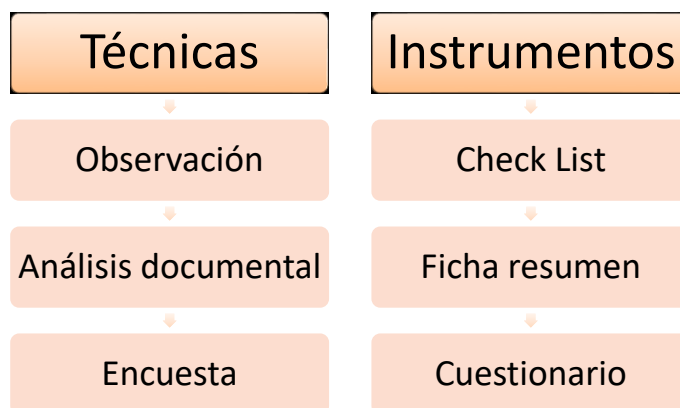 Técnicas
Observación
Análisis documental
Encuesta
Instrumentos
Check List
Ficha resumen
Cuestionario